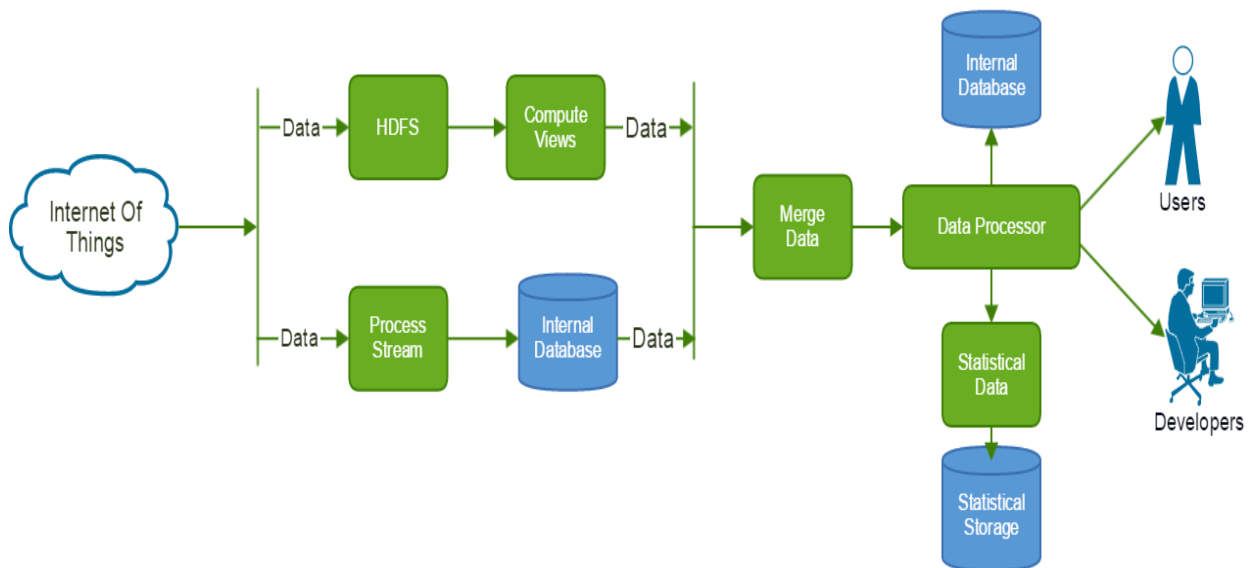 Internet Of
Things
Data
HDFS
Compute
Views
Data
Data
Process
Stream
Internal
Database
Data
Merge
Data
Data Processor
Internal
Database
Statistical
Data
Statistical
Storage
Users
Developers